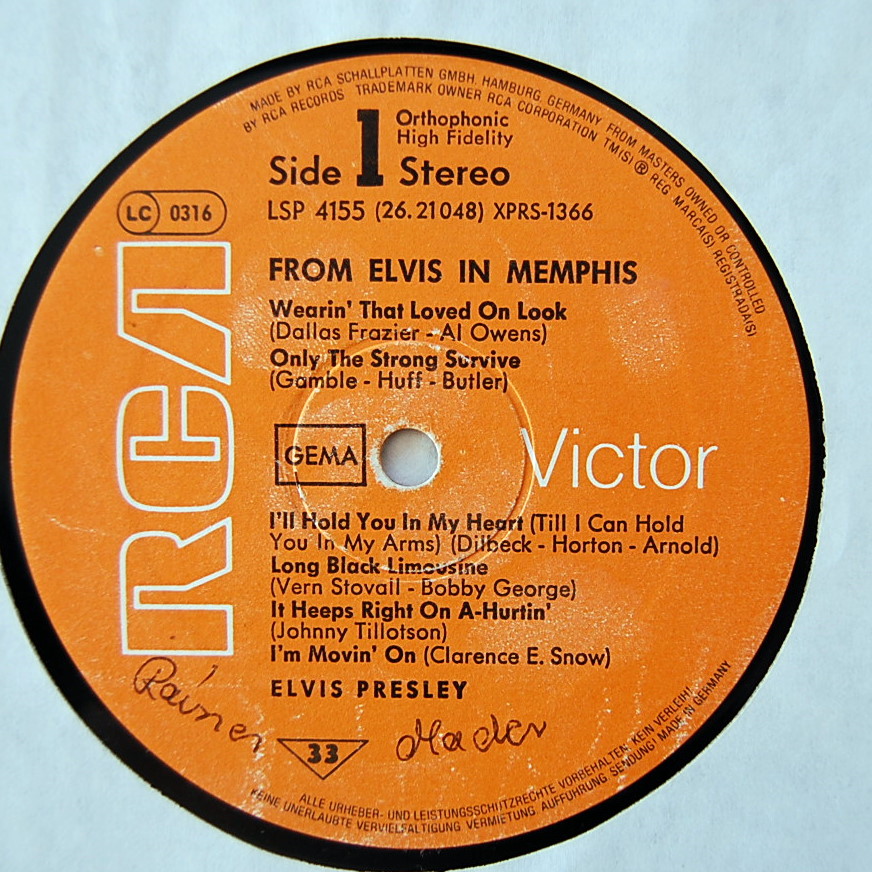 MADE BY RCA SCHALLPLATTEN GMBH, HAMBURG, GERMANY FROM MASTERS OWNED OR CONTROLLED
BY RCA RECORDS TRADEMARK OWNER RCA CORPORATION TM(S) ® REG MARCA(S) REGISTRADA(S)
Orthophonic
High Fidelity
Side 1 Stereo
LC 0316
LSP 4155 (26.21048) XPRS-1366
RCA
FROM ELVIS IN MEMPHIS
Wearin' That Loved On Look
(Dallas Frazier - Al Owens)
Only The Strong Survive
(Gamble - Huff - Butler)
GEMA
Victor
I'll Hold You In My Heart (Till I Can Hold
You In My Arms) (Dilbeck - Horton - Arnold)
Long Black Limousine
(Vern Stovall - Bobby George)
It Heeps Right On A-Hurtin'
(Johnny Tillotson)
I'm Movin' On (Clarence E. Snow)
ELVIS PRESLEY
Rainer Mader
33
ALLE URHEBER- UND LEISTUNGSSCHUTZRECHTE VORBEHALTEN. KEIN VERLEIH!
KEINE UNERLAUBTE VERVIELFÄLTIGUNG VERMIETUNG AUFFÜHRUNG SENDUNG! MADE IN GERMANY